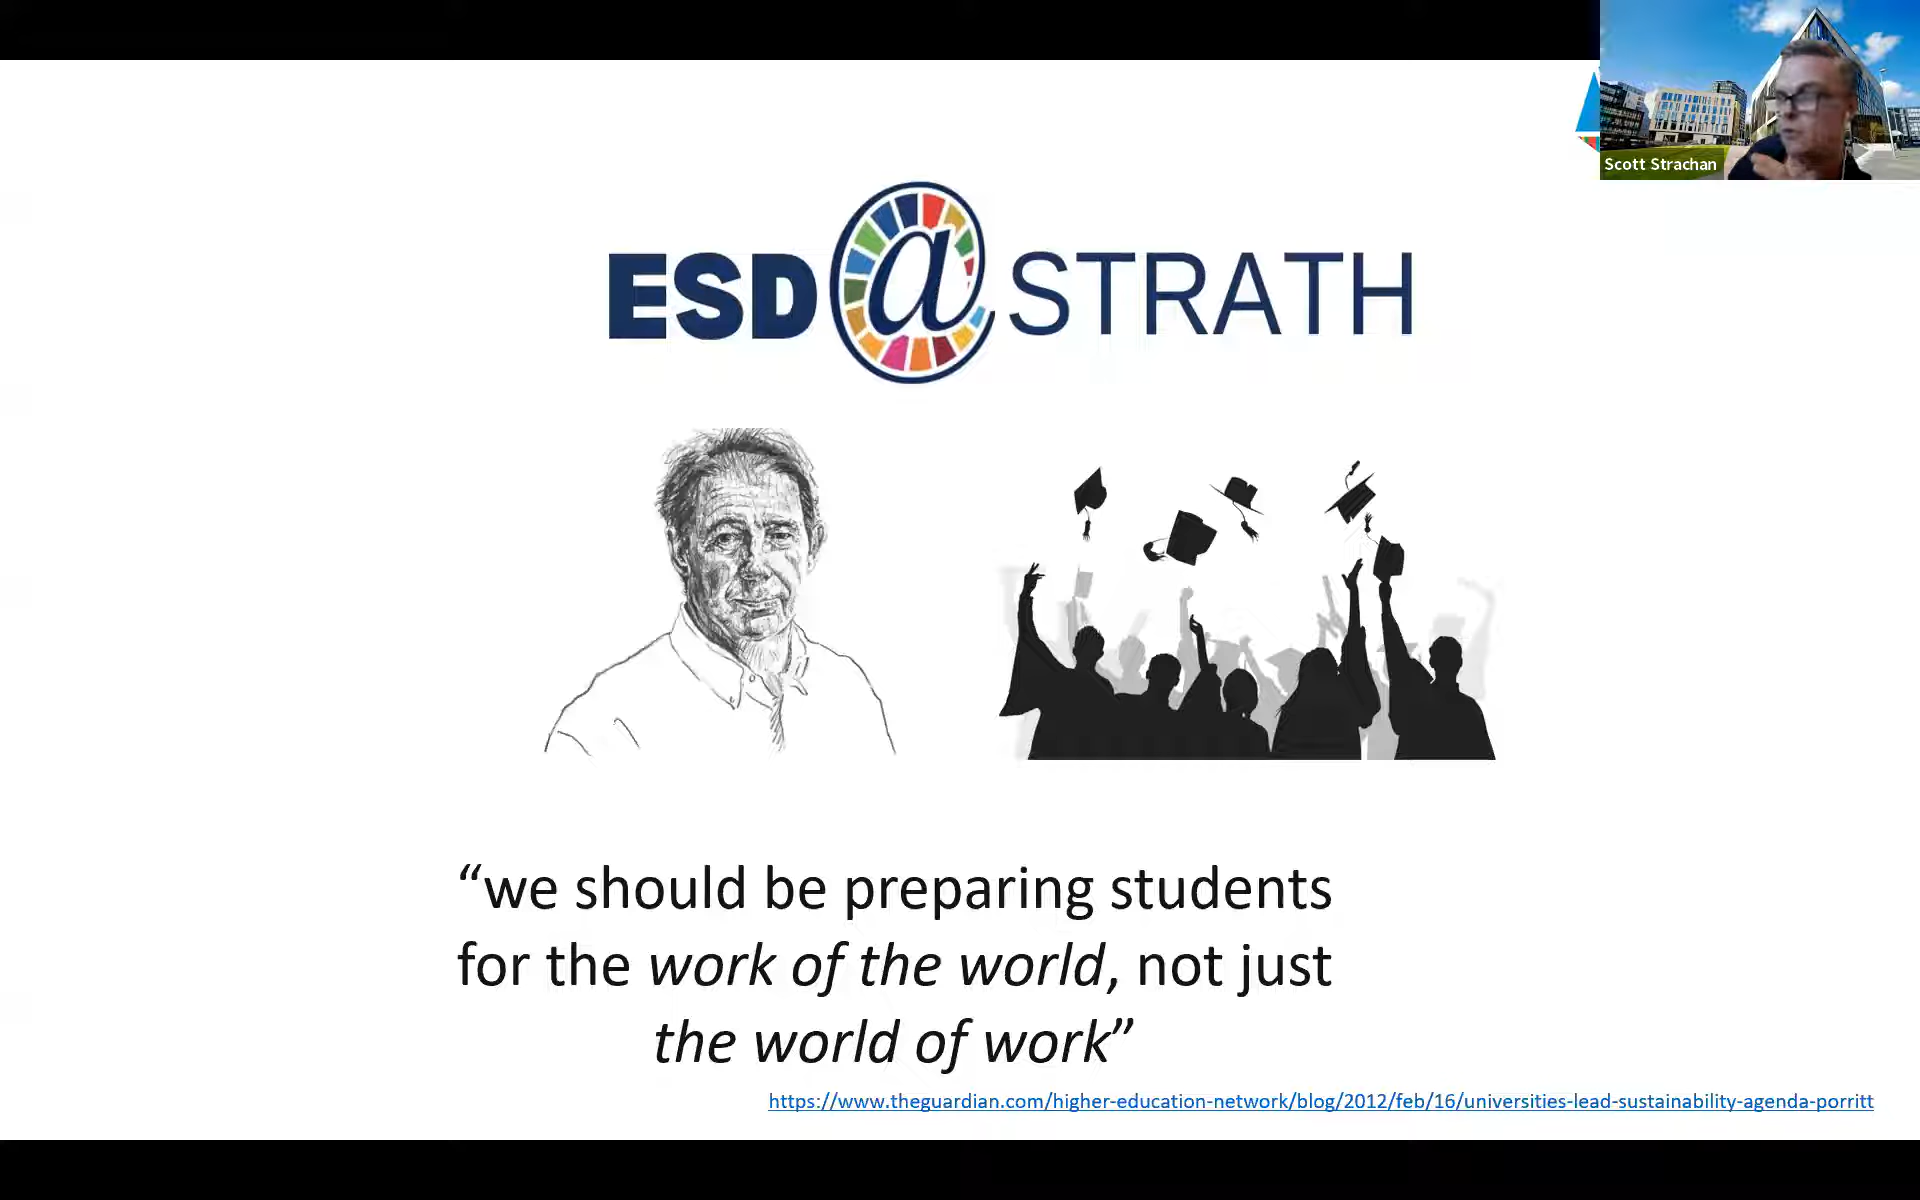 Scott Strachan
ESD@STRATH
“we should be preparing students
for the work of the world, not just
the world of work”
https://www.theguardian.com/higher-education-network/blog/2012/feb/16/universities-lead-sustainability-agenda-porritt